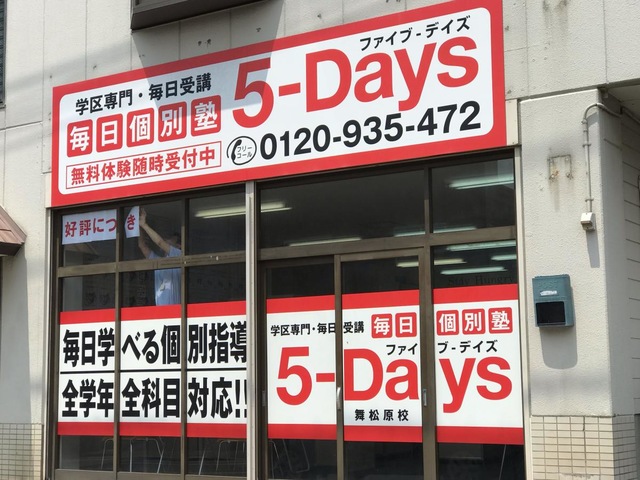 学区専門・毎日受講
毎日個別塾
無料体験随時受付中
ファイブ-デイズ
5-Days
フリーコール
0120-935-472
好評につき
毎日学べる個別指導
全学年全科目対応!!
学区専門・毎日受講
毎日個別塾
ファイブ-デイズ
5-Days
舞松原校